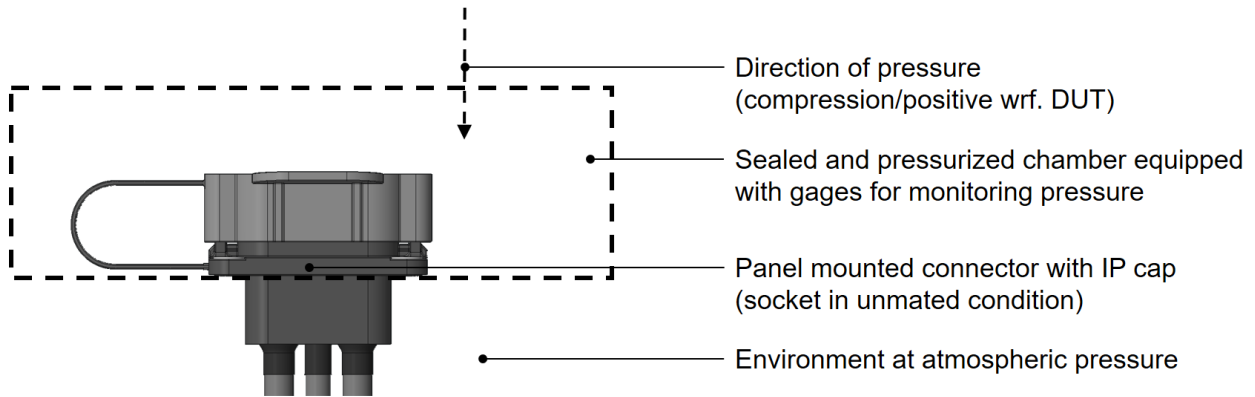 Direction of pressure
(compression/positive wrf. DUT)
Sealed and pressurized chamber equipped
with gages for monitoring pressure
Panel mounted connector with IP cap
(socket in unmated condition)
Environment at atmospheric pressure